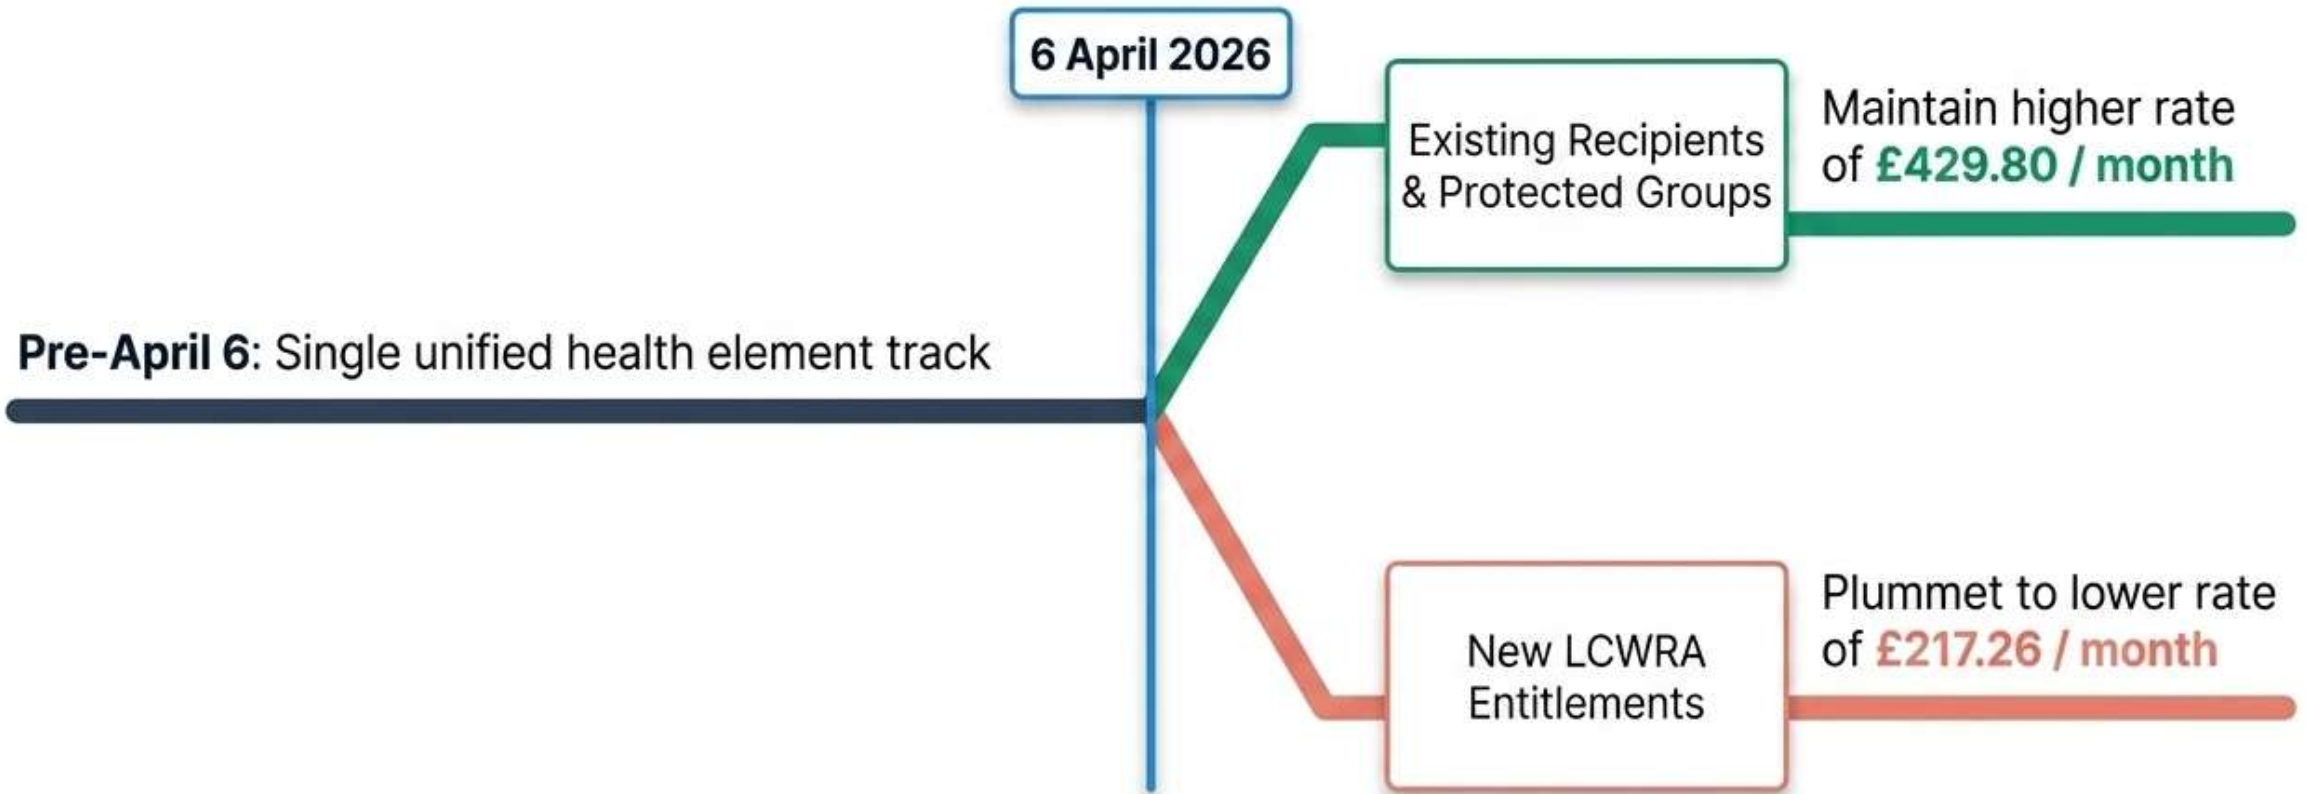 6 April 2026
Pre-April 6: Single unified health element track
Existing Recipients
& Protected Groups
Maintain higher rate
of £429.80 / month
New LCWRA
Entitlements
Plummet to lower rate
of £217.26 / month